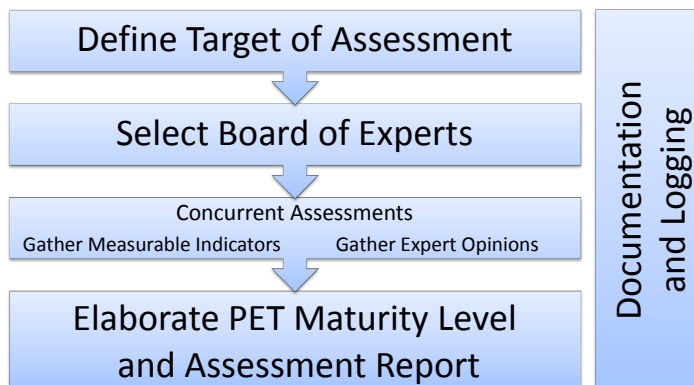 Define Target of Assessment
Select Board of Experts
Concurrent Assessments
Gather Measurable Indicators Gather Expert Opinions
Elaborate PET Maturity Level
and Assessment Report
Documentation
and Logging